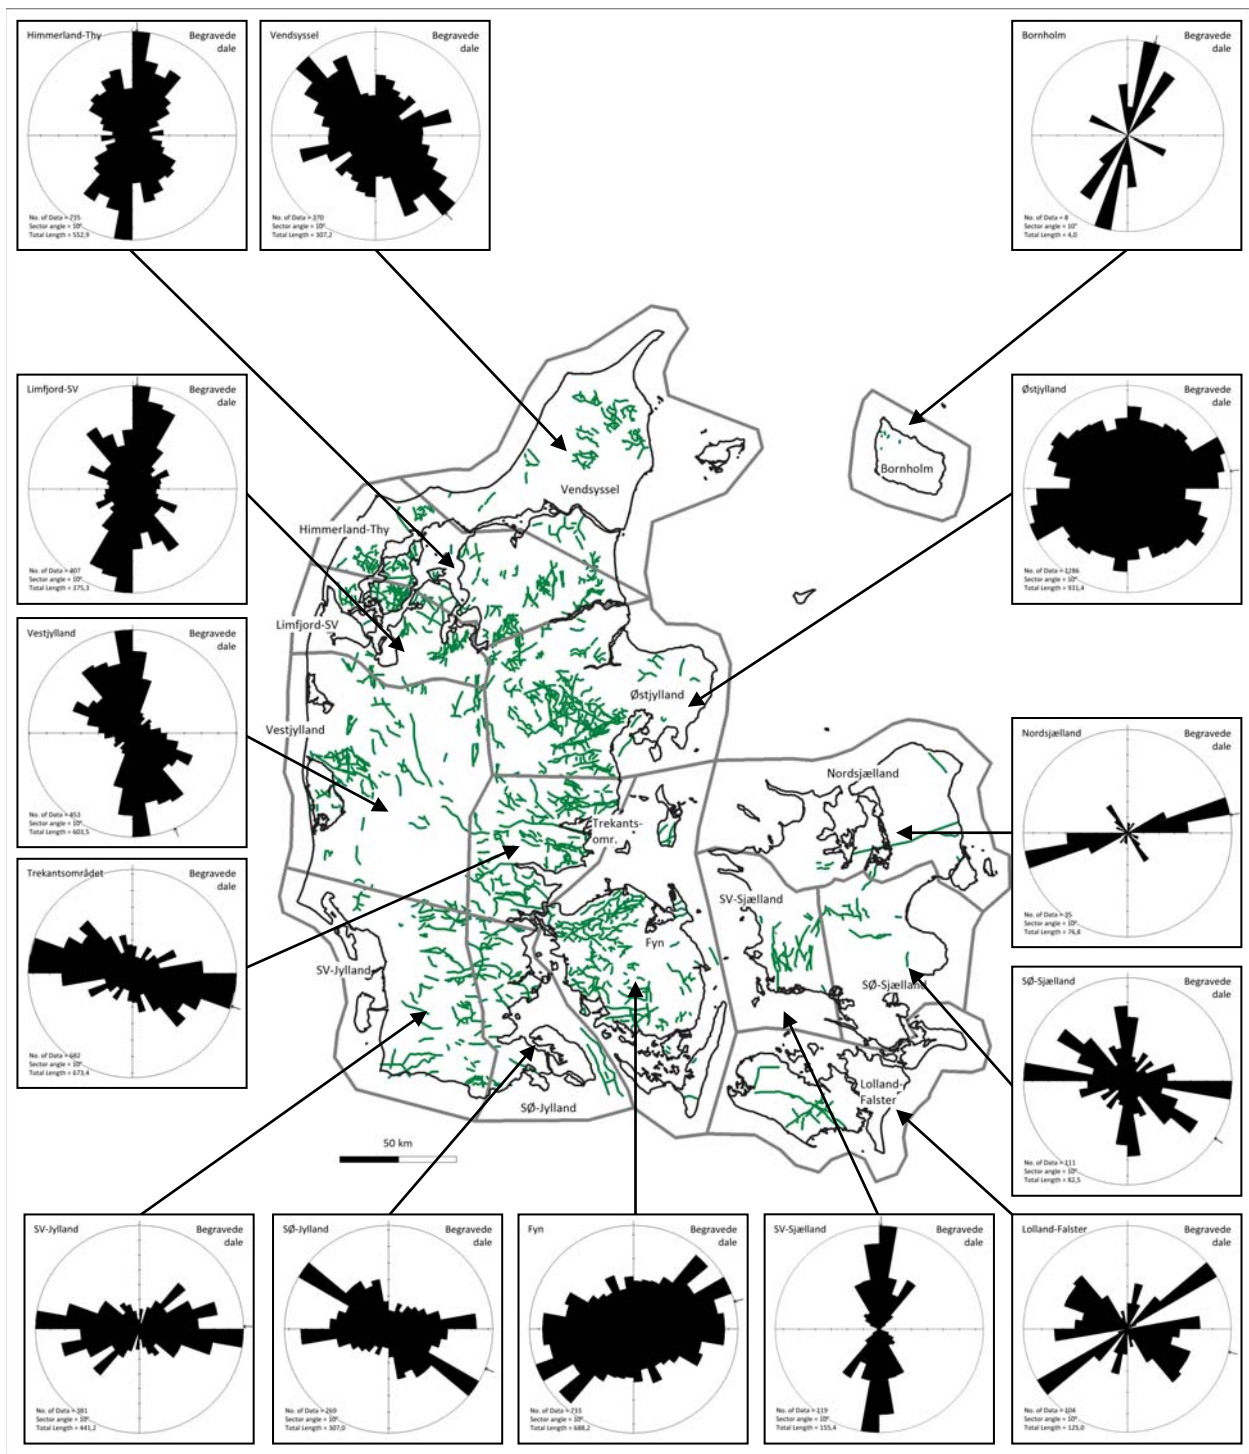 Himmerland-Thy
Begravede
dale
No. of Data = 735
Sector angle = 10°
Total Length = 552,9
Vendsyssel
Begravede
dale
No. of Data = 370
Sector angle = 10°
Total Length = 307,2
Bornholm
Begravede
dale
No. of Data = 8
Sector angle = 10°
Total Length = 4,0
Limfjord-SV
Begravede
dale
No. of Data = 407
Sector angle = 10°
Total Length = 375,3
Østjylland
Begravede
dale
No. of Data = 1286
Sector angle = 10°
Total Length = 931,4
Vestjylland
Begravede
dale
No. of Data = 453
Sector angle = 10°
Total Length = 603,5
Nordsjælland
Begravede
dale
No. of Data = 35
Sector angle = 10°
Total Length = 76,8
Trekantsområdet
Begravede
dale
No. of Data = 682
Sector angle = 10°
Total Length = 673,4
SØ-Sjælland
Begravede
dale
No. of Data = 111
Sector angle = 10°
Total Length = 82,5
Bornholm
Vendsyssel
Himmerland-Thy
Limfjord-SV
Østjylland
Vestjylland
Nordsjælland
Trekants-
omr.
SV-Sjælland
Fyn
SV-Jylland
SØ-Sjælland
Lolland-
Falster
SØ-Jylland
50 km
SV-Jylland
Begravede
dale
No. of Data = 381
Sector angle = 10°
Total Length = 441,2
SØ-Jylland
Begravede
dale
No. of Data = 269
Sector angle = 10°
Total Length = 307,0
Fyn
Begravede
dale
No. of Data = 733
Sector angle = 10°
Total Length = 688,2
SV-Sjælland
Begravede
dale
No. of Data = 119
Sector angle = 10°
Total Length = 155,4
Lolland-Falster
Begravede
dale
No. of Data = 104
Sector angle = 10°
Total Length = 125,0